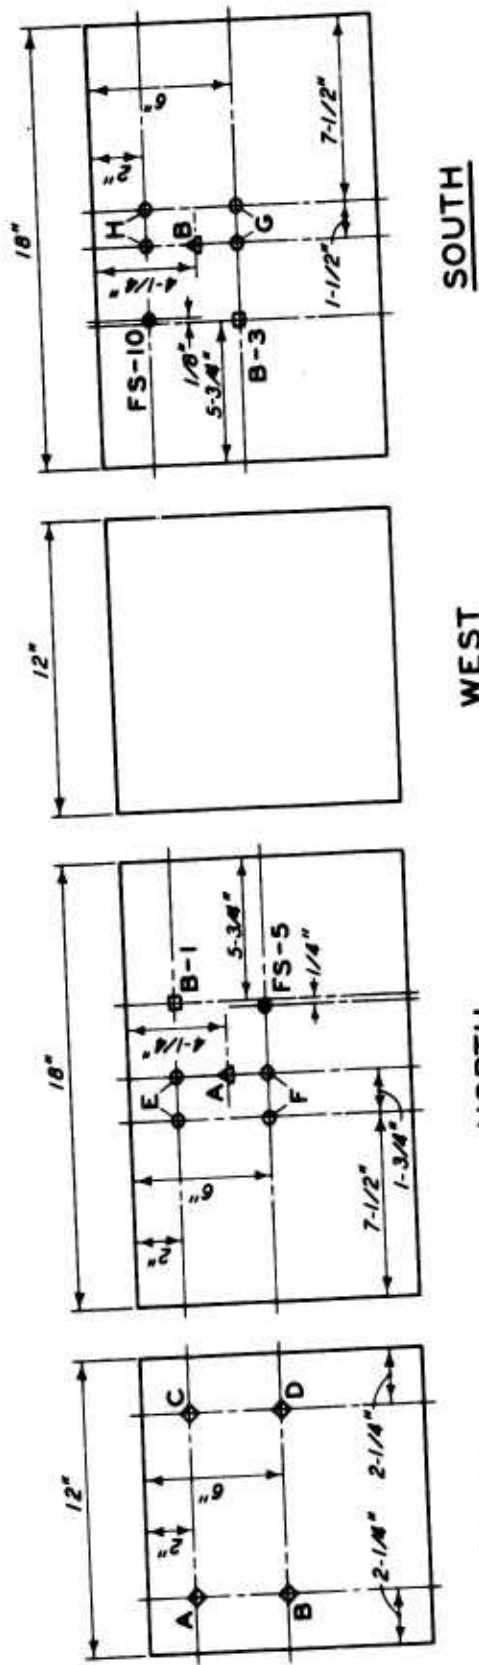 12"
2"
6"
A
C
B
D
2-1/4"
2-1/4"
18"
2"
6"
4-1/4"
E
A
B-1
F
FS-5
5-3/4"
1/4"
7-1/2"
1-3/4"
12"
WEST
18"
2"
6"
4-1/4"
FS-10
H
B
G
B-3
1/8"
5-3/4"
1-1/2"
7-1/2"
SOUTH